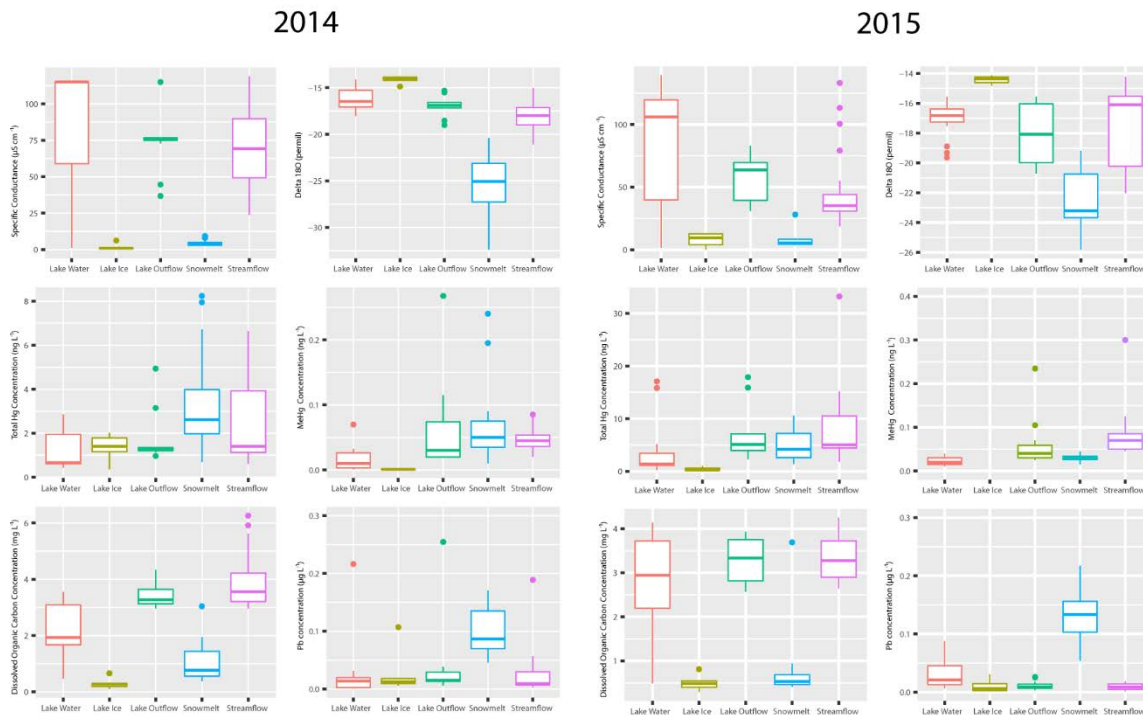 2014
2015
Specific Conductance (µS cm⁻¹)
100
75
50
25
0
Lake Water Lake Ice Lake Outflow Snowmelt Streamflow
Delta 18O (permil)
−15
−20
−25
−30
Lake Water Lake Ice Lake Outflow Snowmelt Streamflow
Specific Conductance (µS cm⁻¹)
100
50
0
Lake Water Lake Ice Lake Outflow Snowmelt Streamflow
Delta 18O (permil)
−14
−16
−18
−20
−22
−24
−26
Lake Water Lake Ice Lake Outflow Snowmelt Streamflow
Total Hg Concentration (ng L⁻¹)
8
6
4
2
0
Lake Water Lake Ice Lake Outflow Snowmelt Streamflow
MeHg Concentration (ng L⁻¹)
0.2
0.1
0.0
Lake Water Lake Ice Lake Outflow Snowmelt Streamflow
Total Hg Concentration (ng L⁻¹)
30
20
10
0
Lake Water Lake Ice Lake Outflow Snowmelt Streamflow
MeHg Concentration (ng L⁻¹)
0.4
0.3
0.2
0.1
0.0
Lake Water Lake Ice Lake Outflow Snowmelt Streamflow
Dissolved Organic Carbon Concentration (mg L⁻¹)
6
4
2
0
Lake Water Lake Ice Lake Outflow Snowmelt Streamflow
Pb concentration (µg L⁻¹)
0.3
0.2
0.1
0.0
Lake Water Lake Ice Lake Outflow Snowmelt Streamflow
Dissolved Organic Carbon Concentration (mg L⁻¹)
4
3
2
1
Lake Water Lake Ice Lake Outflow Snowmelt Streamflow
Pb concentration (µg L⁻¹)
0.3
0.2
0.1
0.0
Lake Water Lake Ice Lake Outflow Snowmelt Streamflow